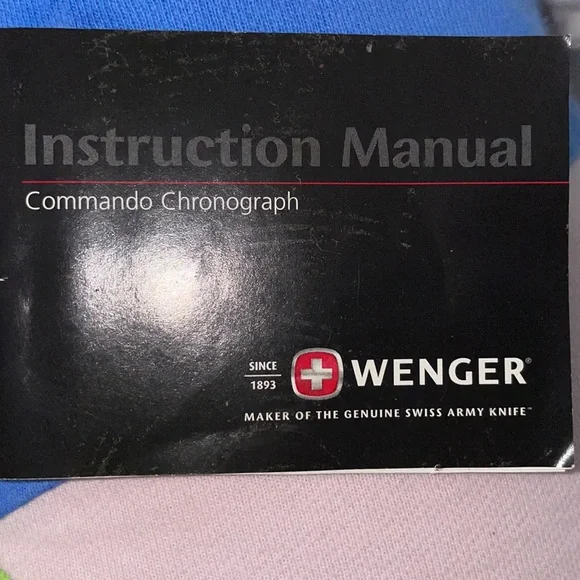 Instruction Manual
Commando Chronograph
SINCE
1893
WENGER®
MAKER OF THE GENUINE SWISS ARMY KNIFE™